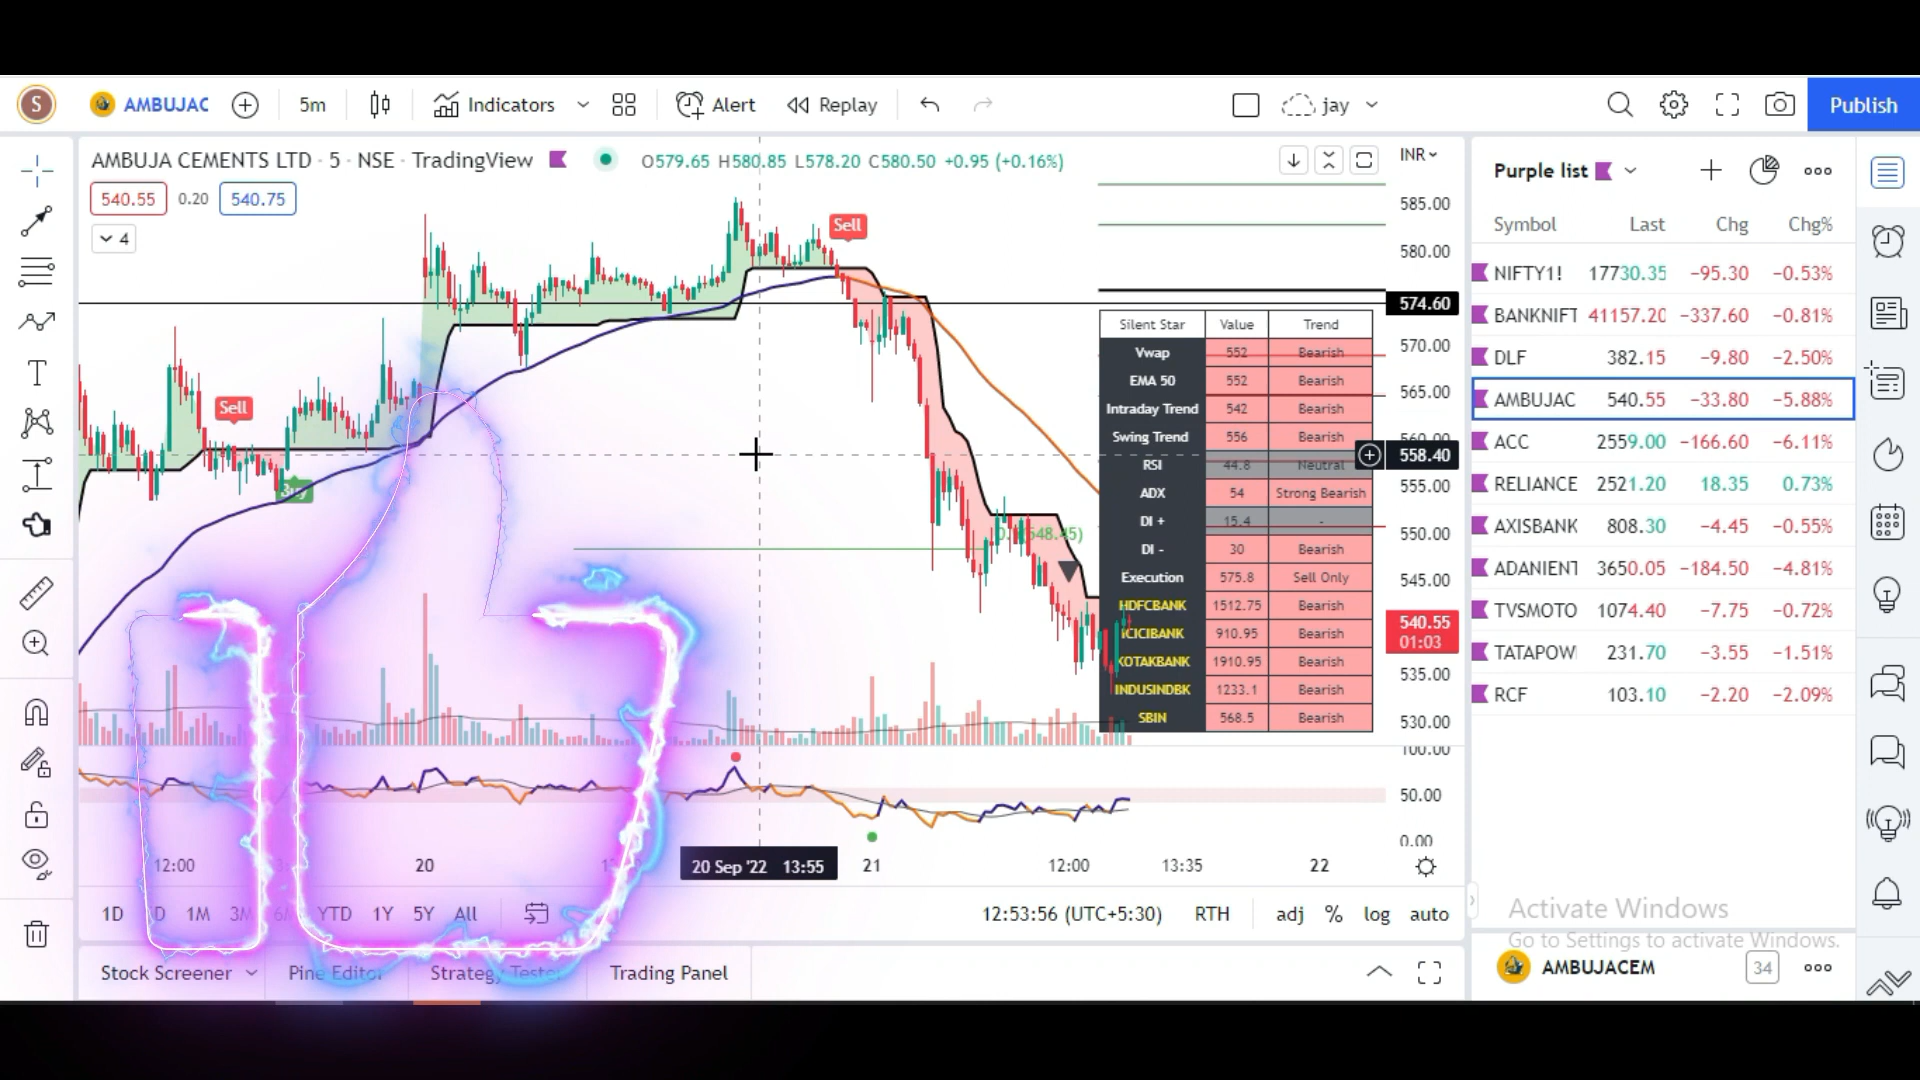 S AMBUJAC 5m Indicators Alert Replay jay Publish
AMBUJA CEMENTS LTD · 5 · NSE · TradingView O579.65 H580.85 L578.20 C580.50 +0.95 (+0.16%) INR
540.55 0.20 540.75
4
Sell
Sell
Buy
585.00
580.00
574.60
570.00
565.00
560.00
558.40
555.00
550.00
545.00
540.55
01:03
535.00
530.00
100.00
50.00
0.00
Silent Star Value Trend
Vwap 552 Bearish
EMA 50 552 Bearish
Intraday Trend 542 Bearish
Swing Trend 556 Bearish
RSI 44.8 Neutral
ADX 54 Strong Bearish
DI + 15.4 -
DI - 30 Bearish
Execution 575.8 Sell Only
HDFCBANK 1512.75 Bearish
ICICIBANK 910.95 Bearish
KOTAKBANK 1910.95 Bearish
INDUSINDBK 1233.1 Bearish
SBIN 568.5 Bearish
12:00 20 20 Sep '22 13:55 21 12:00 13:35 22
1D D 1M 3M 6M YTD 1Y 5Y All 12:53:56 (UTC+5:30) RTH adj % log auto
Stock Screener Pine Editor Strategy Tester Trading Panel
Purple list
Symbol Last Chg Chg%
NIFTY1! 17730.35 −95.30 −0.53%
BANKNIFT 41157.20 −337.60 −0.81%
DLF 382.15 −9.80 −2.50%
AMBUJAC 540.55 −33.80 −5.88%
ACC 2559.00 −166.60 −6.11%
RELIANCE 2521.20 18.35 0.73%
AXISBANK 808.30 −4.45 −0.55%
ADANIENT 3650.05 −184.50 −4.81%
TVSMOTO 1074.40 −7.75 −0.72%
TATAPOW 231.70 −3.55 −1.51%
RCF 103.10 −2.20 −2.09%
Activate Windows
Go to Settings to activate Windows.
AMBUJACEM 34